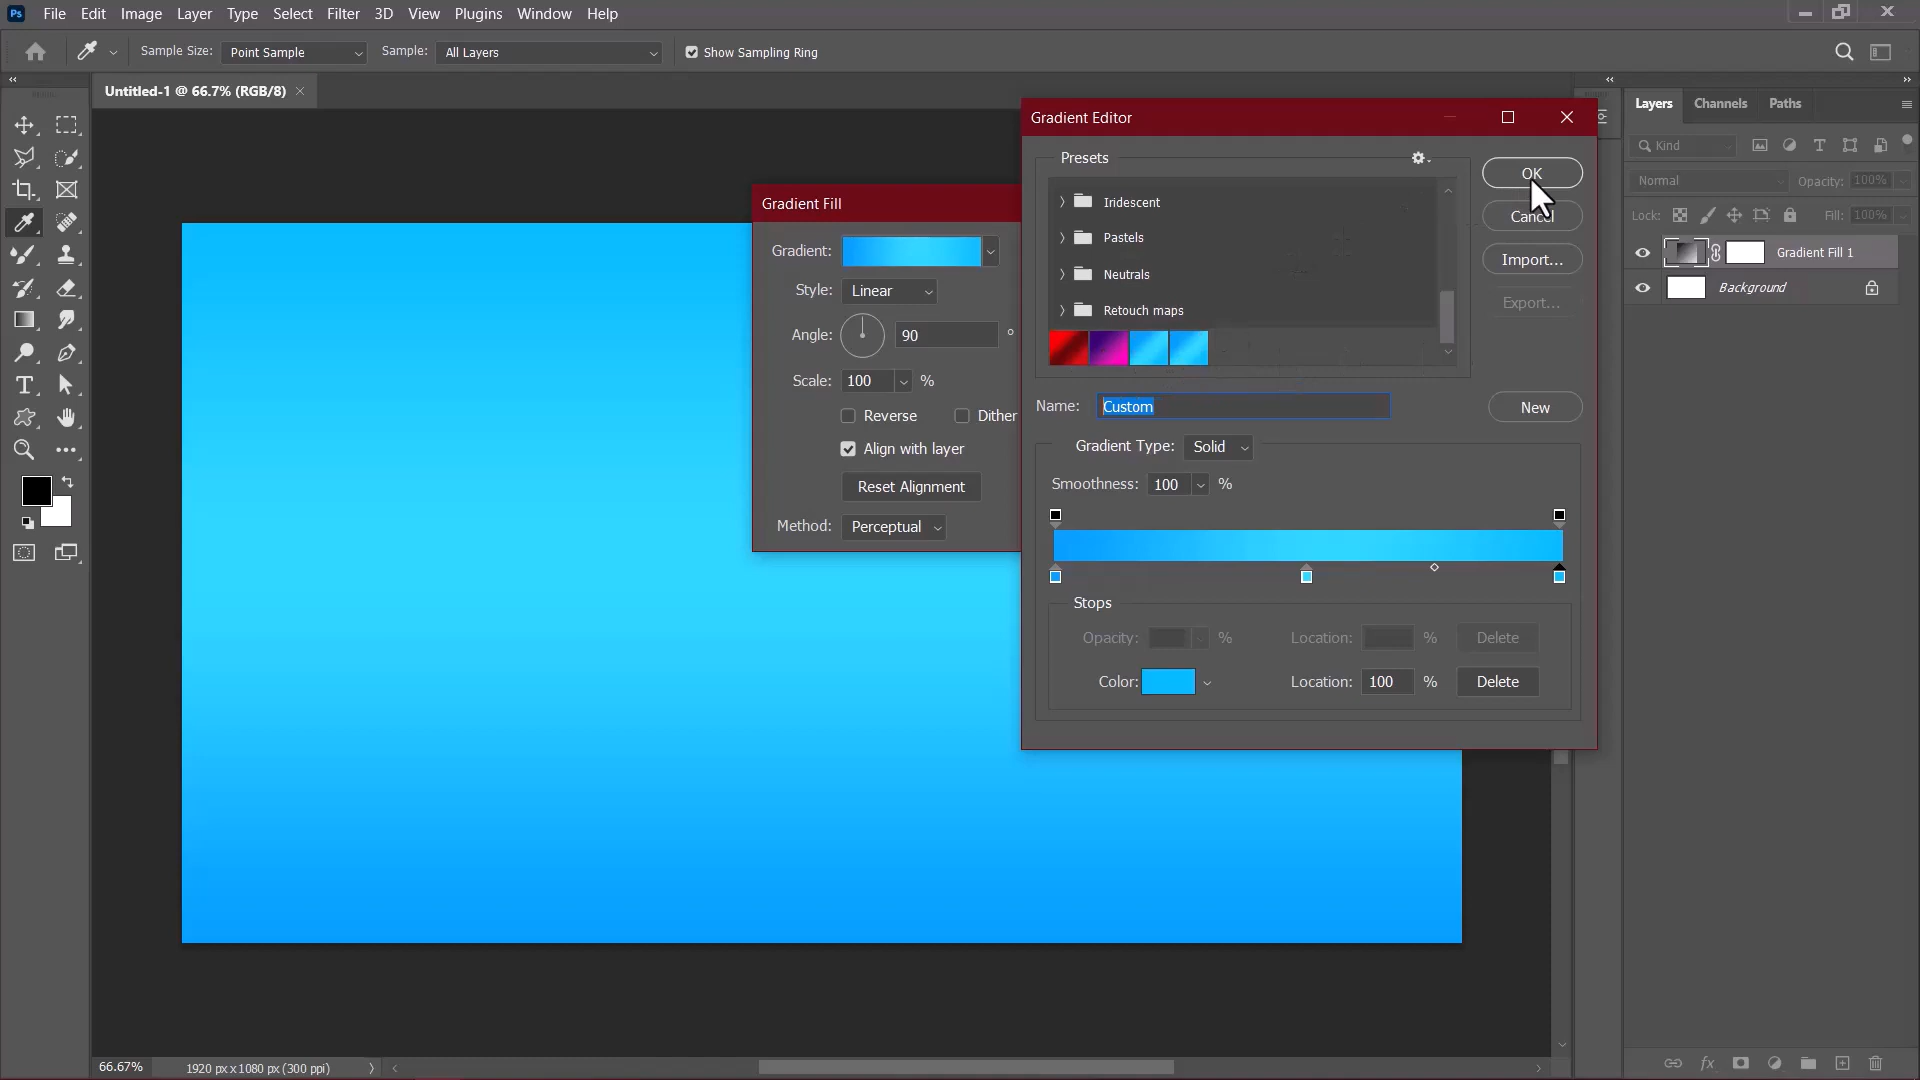 Ps File Edit Image Layer Type Select Filter 3D View Plugins Window Help
Sample Size: Point Sample Sample: All Layers Show Sampling Ring
Untitled-1 @ 66.7% (RGB/8)
Gradient Fill
Gradient:
Style: Linear
Angle: 90 °
Scale: 100 %
Reverse Dither
Align with layer
Reset Alignment
Method: Perceptual
Gradient Editor
Presets
Iridescent
Pastels
Neutrals
Retouch maps
OK
Cancel
Import...
Export...
Name: Custom
New
Gradient Type: Solid
Smoothness: 100 %
Stops
Opacity: % Location: % Delete
Color: Location: 100 % Delete
Layers Channels Paths
Kind
Normal Opacity: 100%
Lock: Fill: 100%
Gradient Fill 1
Background
fx
66.67% 1920 px x 1080 px (300 ppi)